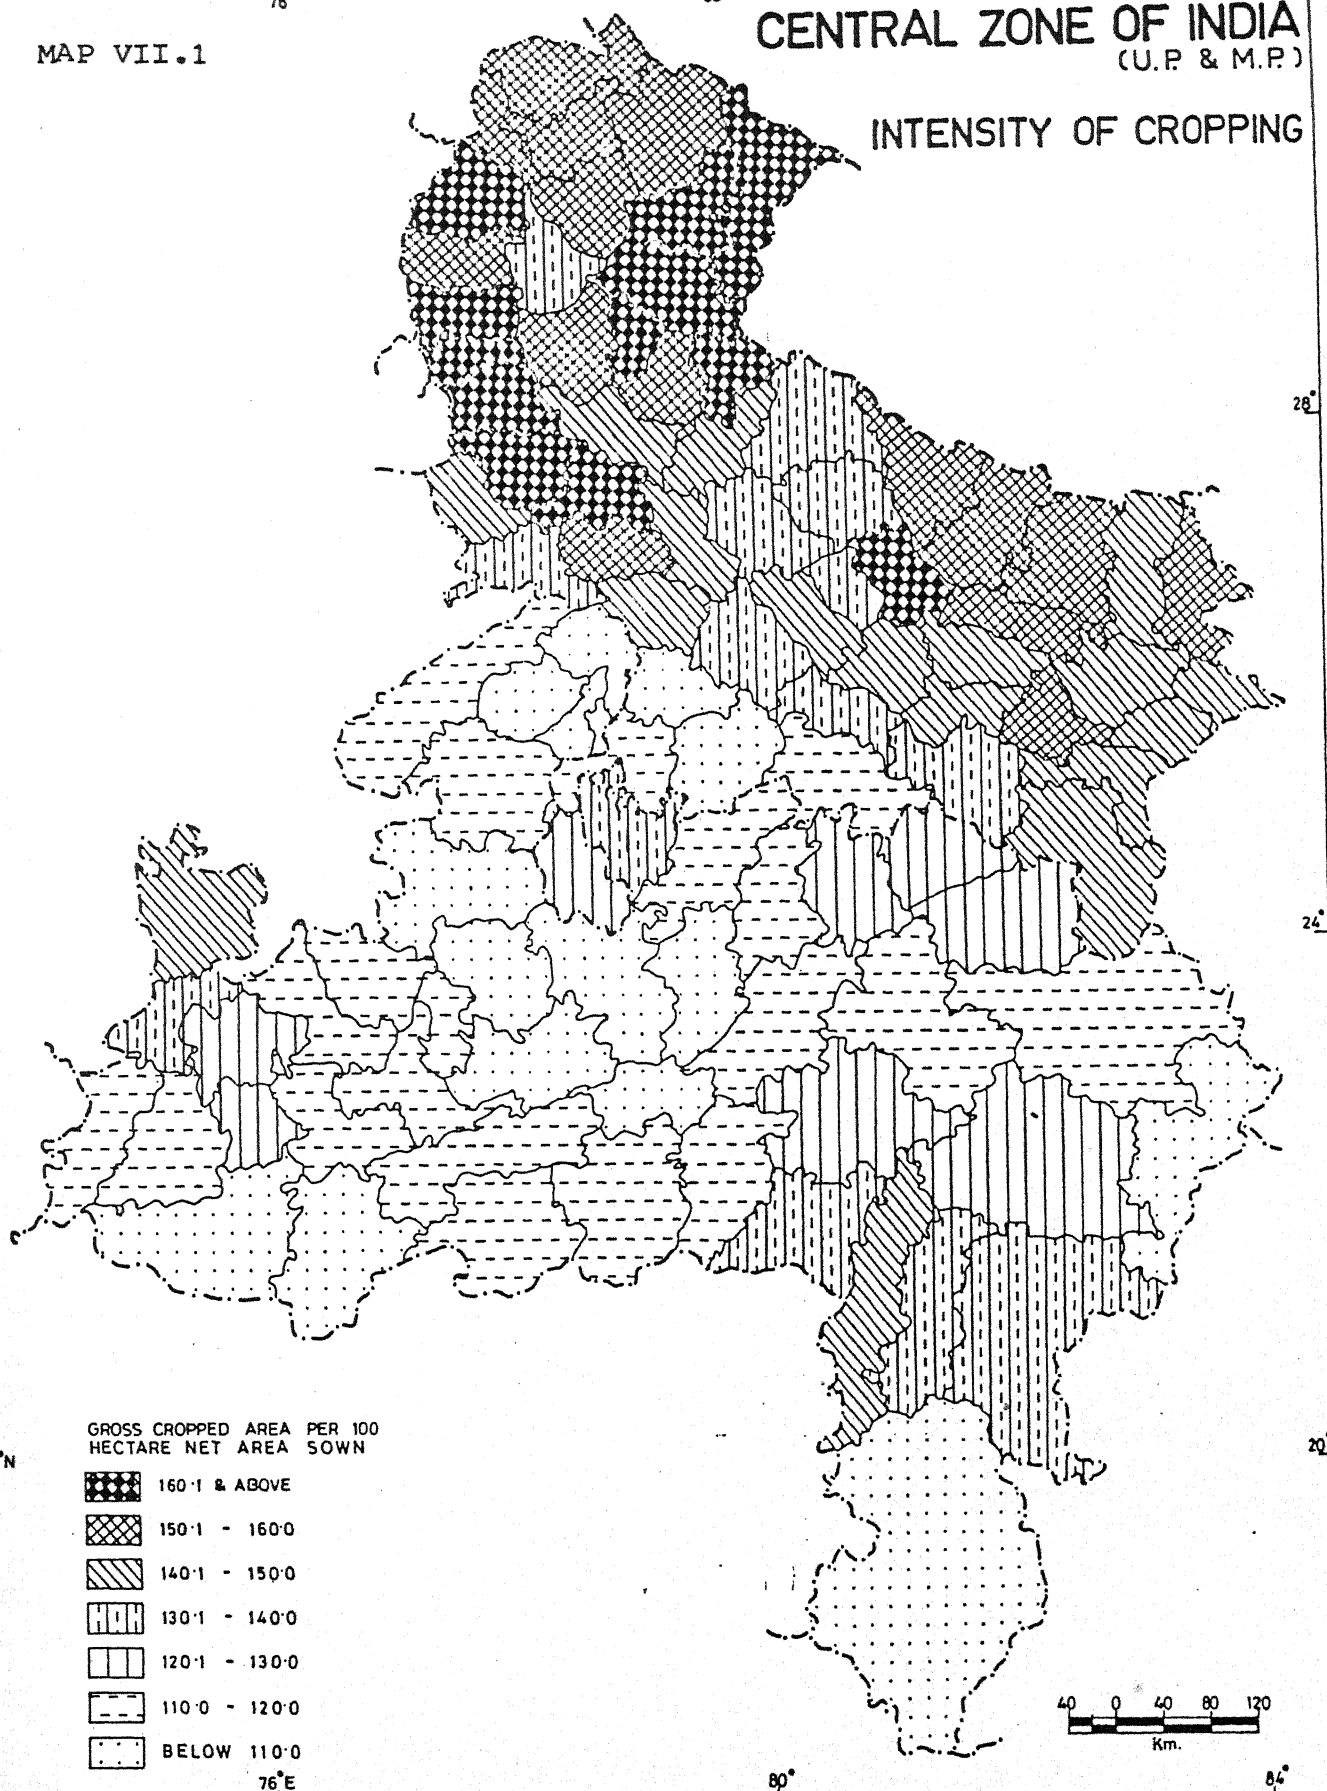 76°
CENTRAL ZONE OF INDIA
(U.P. & M.P.)
MAP VII.1
INTENSITY OF CROPPING
28°
24°
GROSS CROPPED AREA PER 100
HECTARE NET AREA SOWN
°N
20°
160·1 & ABOVE
150·1 - 160·0
140·1 - 150·0
130·1 - 140·0
120·1 - 130·0
110·0 - 120·0
BELOW 110·0
40 0 40 80 120
Km.
76°E
80°
84°